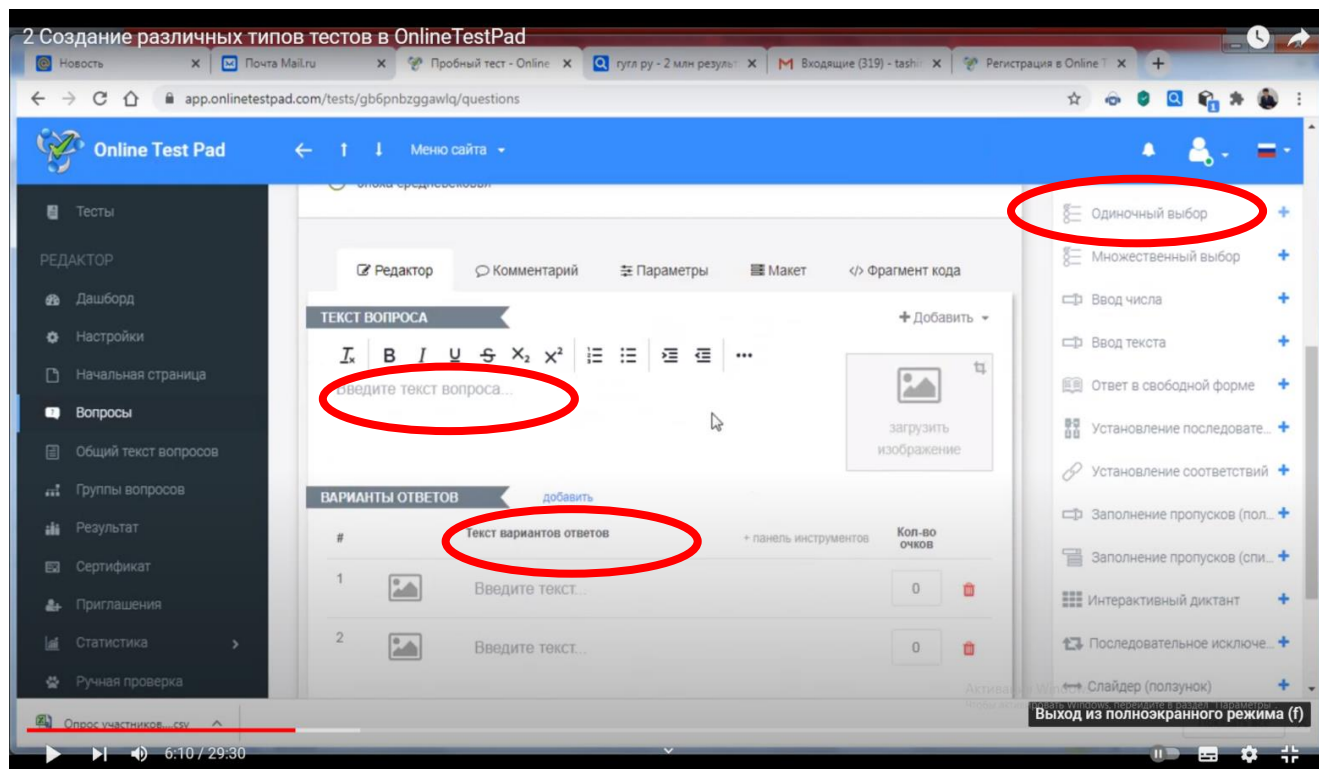 2 Создание различных типов тестов в OnlineTestPad
Новость
Почта Mail.ru
Пробный тест - Online
гугл ру - 2 млн резуль
Входящие (319) - tashi
Регистрация в Online T
app.onlinetestpad.com/tests/gb6pnbzggawlq/questions
Online Test Pad
Меню сайта
Тесты
РЕДАКТОР
Дашборд
Настройки
Начальная страница
Вопросы
Общий текст вопросов
Группы вопросов
Результат
Сертификат
Приглашения
Статистика
Ручная проверка
Редактор
Комментарий
Параметры
Макет
</> Фрагмент кода
ТЕКСТ ВОПРОСА
+ Добавить
Введите текст вопроса...
загрузить
изображение
ВАРИАНТЫ ОТВЕТОВ
добавить
#
Текст вариантов ответов
+ панель инструментов
Кол-во
очков
1
Введите текст...
0
2
Введите текст...
0
Одиночный выбор
Множественный выбор
Ввод числа
Ввод текста
Ответ в свободной форме
Установление последовате...
Установление соответствий
Заполнение пропусков (пол...
Заполнение пропусков (спи...
Интерактивный диктант
Последовательное исключе...
Слайдер (ползунок)
Опрос участников....csv
Выход из полноэкранного режима (f)
6:10 / 29:30